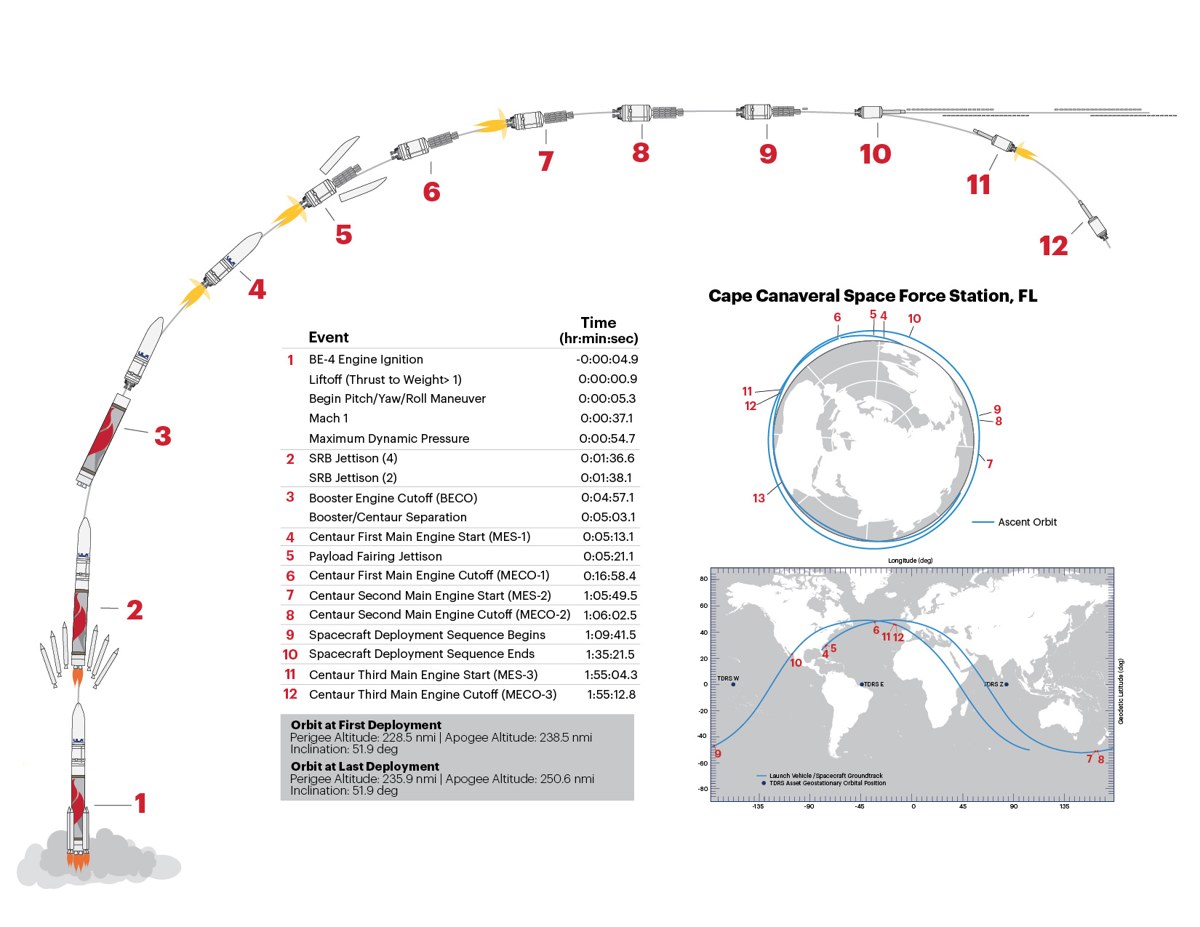 7
8
9
10
11
12
6
5
4
3
2
1
Cape Canaveral Space Force Station, FL
6
5 4
10
11
12
9
8
7
13
Ascent Orbit
Event Time (hr:min:sec)
1 BE-4 Engine Ignition -0:00:04.9
Liftoff (Thrust to Weight> 1) 0:00:00.9
Begin Pitch/Yaw/Roll Maneuver 0:00:05.3
Mach 1 0:00:37.1
Maximum Dynamic Pressure 0:00:54.7
2 SRB Jettison (4) 0:01:36.6
SRB Jettison (2) 0:01:38.1
3 Booster Engine Cutoff (BECO) 0:04:57.1
Booster/Centaur Separation 0:05:03.1
4 Centaur First Main Engine Start (MES-1) 0:05:13.1
5 Payload Fairing Jettison 0:05:21.1
6 Centaur First Main Engine Cutoff (MECO-1) 0:16:58.4
7 Centaur Second Main Engine Start (MES-2) 1:05:49.5
8 Centaur Second Main Engine Cutoff (MECO-2) 1:06:02.5
9 Spacecraft Deployment Sequence Begins 1:09:41.5
10 Spacecraft Deployment Sequence Ends 1:35:21.5
11 Centaur Third Main Engine Start (MES-3) 1:55:04.3
12 Centaur Third Main Engine Cutoff (MECO-3) 1:55:12.8
Orbit at First Deployment
Perigee Altitude: 228.5 nmi | Apogee Altitude: 238.5 nmi
Inclination: 51.9 deg
Orbit at Last Deployment
Perigee Altitude: 235.9 nmi | Apogee Altitude: 250.6 nmi
Inclination: 51.9 deg
Longitude (deg)
80
60
40
20
0
-20
-40
-60
-80
6
11 12
4 5
10
TDRS W
TDRS E
TDRS Z
9
7 8
Launch Vehicle/Spacecraft Groundtrack
TDRS Asset Geostationary Orbital Position
-135 -90 -45 0 45 90 135
Geodetic Latitude (deg)